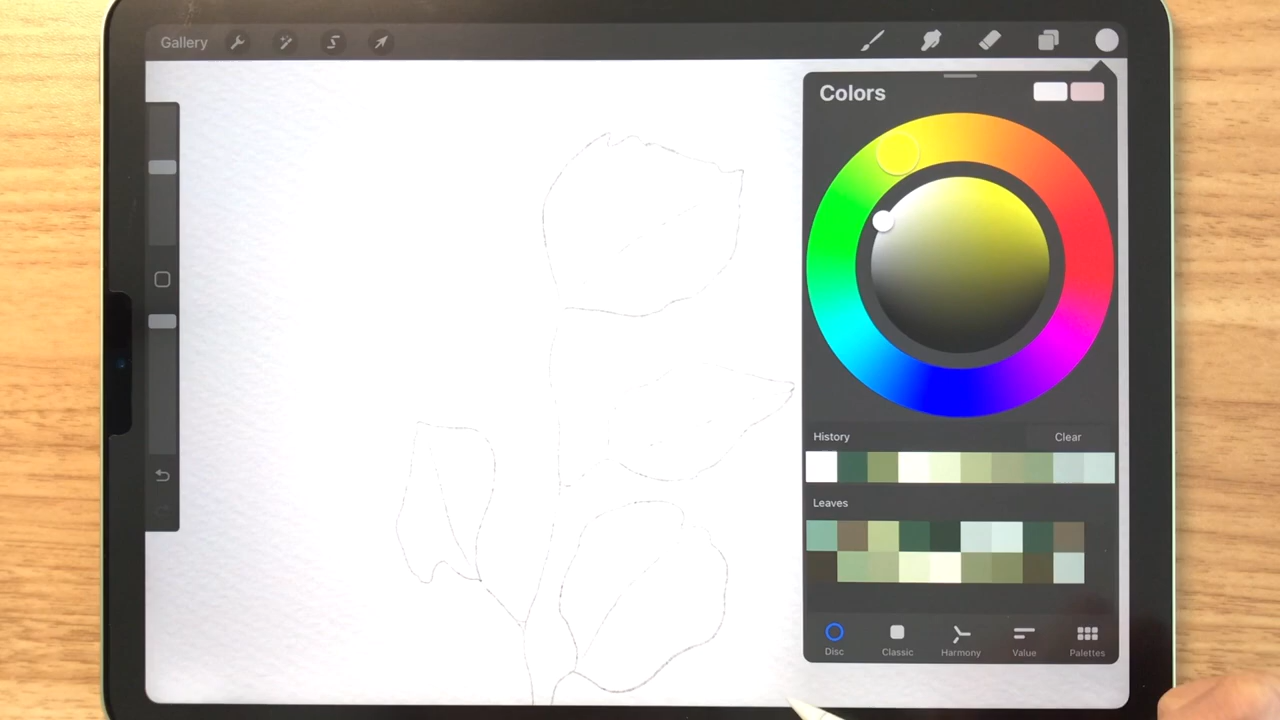 Gallery
Colors
History Clear
Leaves
Disc Classic Harmony Value Palettes